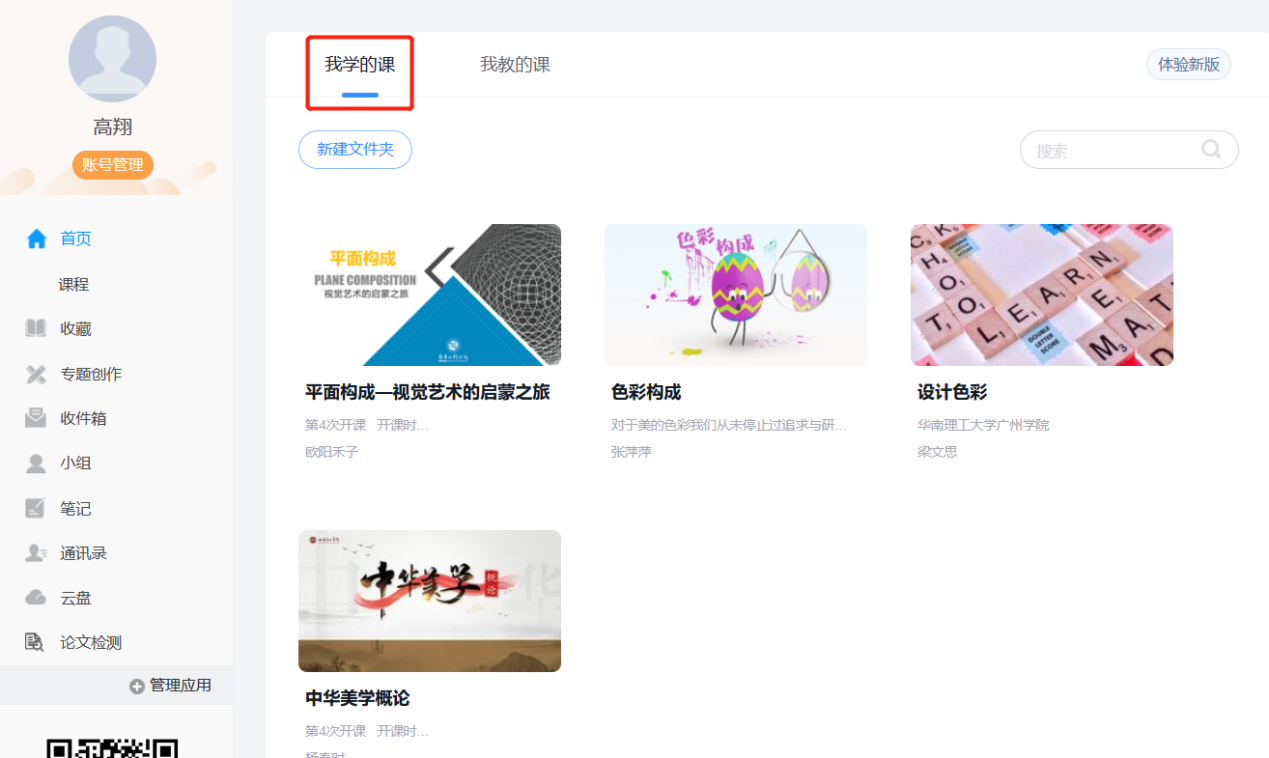 高翔
账号管理
首页
课程
收藏
专题创作
收件箱
小组
笔记
通讯录
云盘
论文检测
管理应用
我学的课
我教的课
体验新版
新建文件夹
搜索
平面构成
PLANE COMPOSITION
视觉艺术的启蒙之旅
平面构成—视觉艺术的启蒙之旅
第4次开课 开课时...
欧阳禾子
色彩构成
色彩构成
对于美的色彩我们从未停止过追求与研...
张萍萍
CHOOSE
TO LEARN
DOUBLE LETTER SCORE
设计色彩
华南理工大学广州学院
梁文思
中华美学
概论
中华美学概论
第4次开课 开课时...